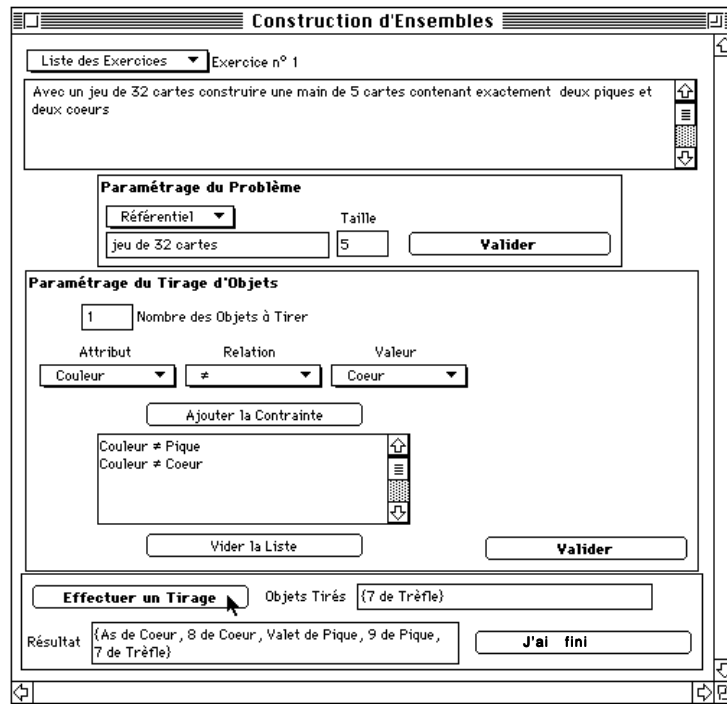 Construction d'Ensembles
Liste des Exercices Exercice n° 1
Avec un jeu de 32 cartes construire une main de 5 cartes contenant exactement deux piques et
deux coeurs
Paramétrage du Problème
Référentiel Taille
jeu de 32 cartes 5 Valider
Paramétrage du Tirage d'Objets
1 Nombre des Objets à Tirer
Attribut Relation Valeur
Couleur ≠ Coeur
Ajouter la Contrainte
Couleur ≠ Pique
Couleur ≠ Coeur
Vider la Liste Valider
Effectuer un Tirage Objets Tirés {7 de Trèfle}
Résultat {As de Coeur, 8 de Coeur, Valet de Pique, 9 de Pique,
7 de Trèfle} J'ai fini